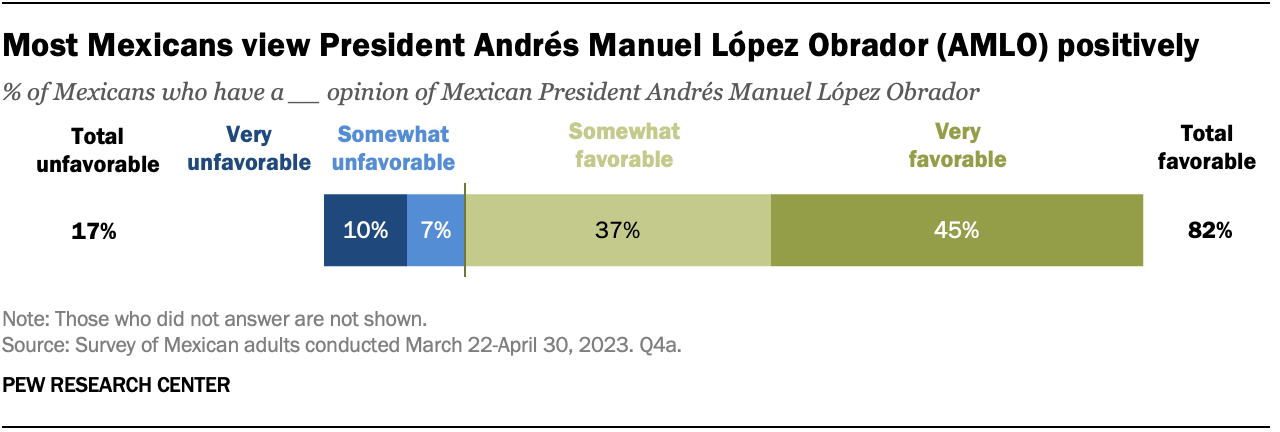 Most Mexicans view President Andrés Manuel López Obrador (AMLO) positively
% of Mexicans who have a __ opinion of Mexican President Andrés Manuel López Obrador
Total unfavorable
Very unfavorable
Somewhat unfavorable
Somewhat favorable
Very favorable
Total favorable
17% 10% 7% 37% 45% 82%
Note: Those who did not answer are not shown.
Source: Survey of Mexican adults conducted March 22-April 30, 2023. Q4a.
PEW RESEARCH CENTER